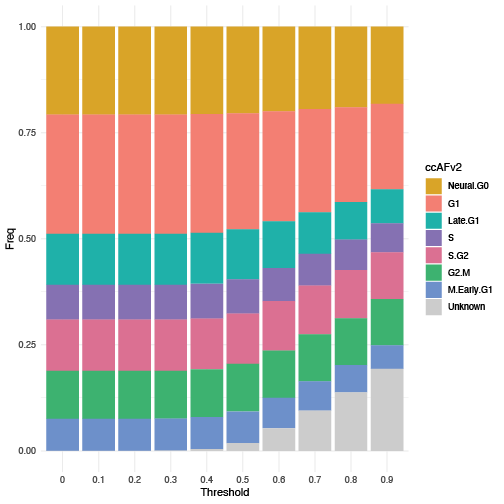 1.00
0.75
0.50
0.25
0.00
Freq
0 0.1 0.2 0.3 0.4 0.5 0.6 0.7 0.8 0.9
Threshold
ccAFv2
Neural.G0
G1
Late.G1
S
S.G2
G2.M
M.Early.G1
Unknown